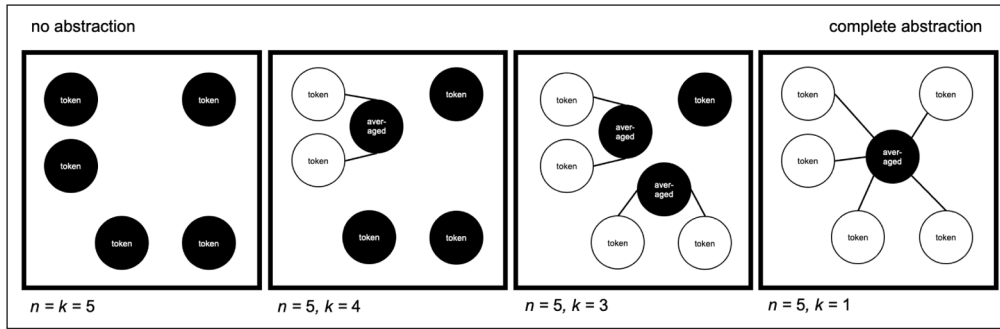 no abstraction
complete abstraction
token
token
token
token
token
n = k = 5
token
aver-
aged
token
token
token
token
n = 5, k = 4
token
token
aver-
aged
token
aver-
aged
token
token
n = 5, k = 3
token
token
token
aver-
aged
token
token
n = 5, k = 1